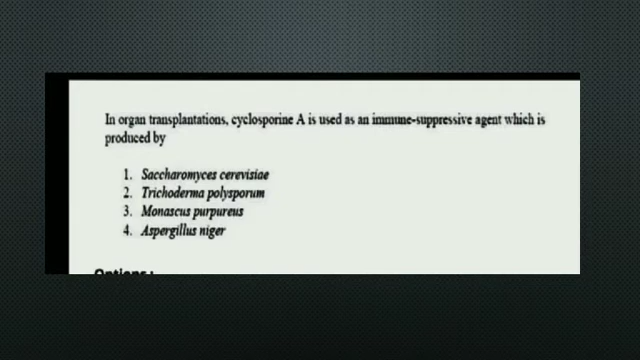 In organ transplantations, cyclosporine A is used as an immune-suppressive agent which is
produced by
1. Saccharomyces cerevisiae
2. Trichoderma polysporum
3. Monascus purpureus
4. Aspergillus niger
Options :